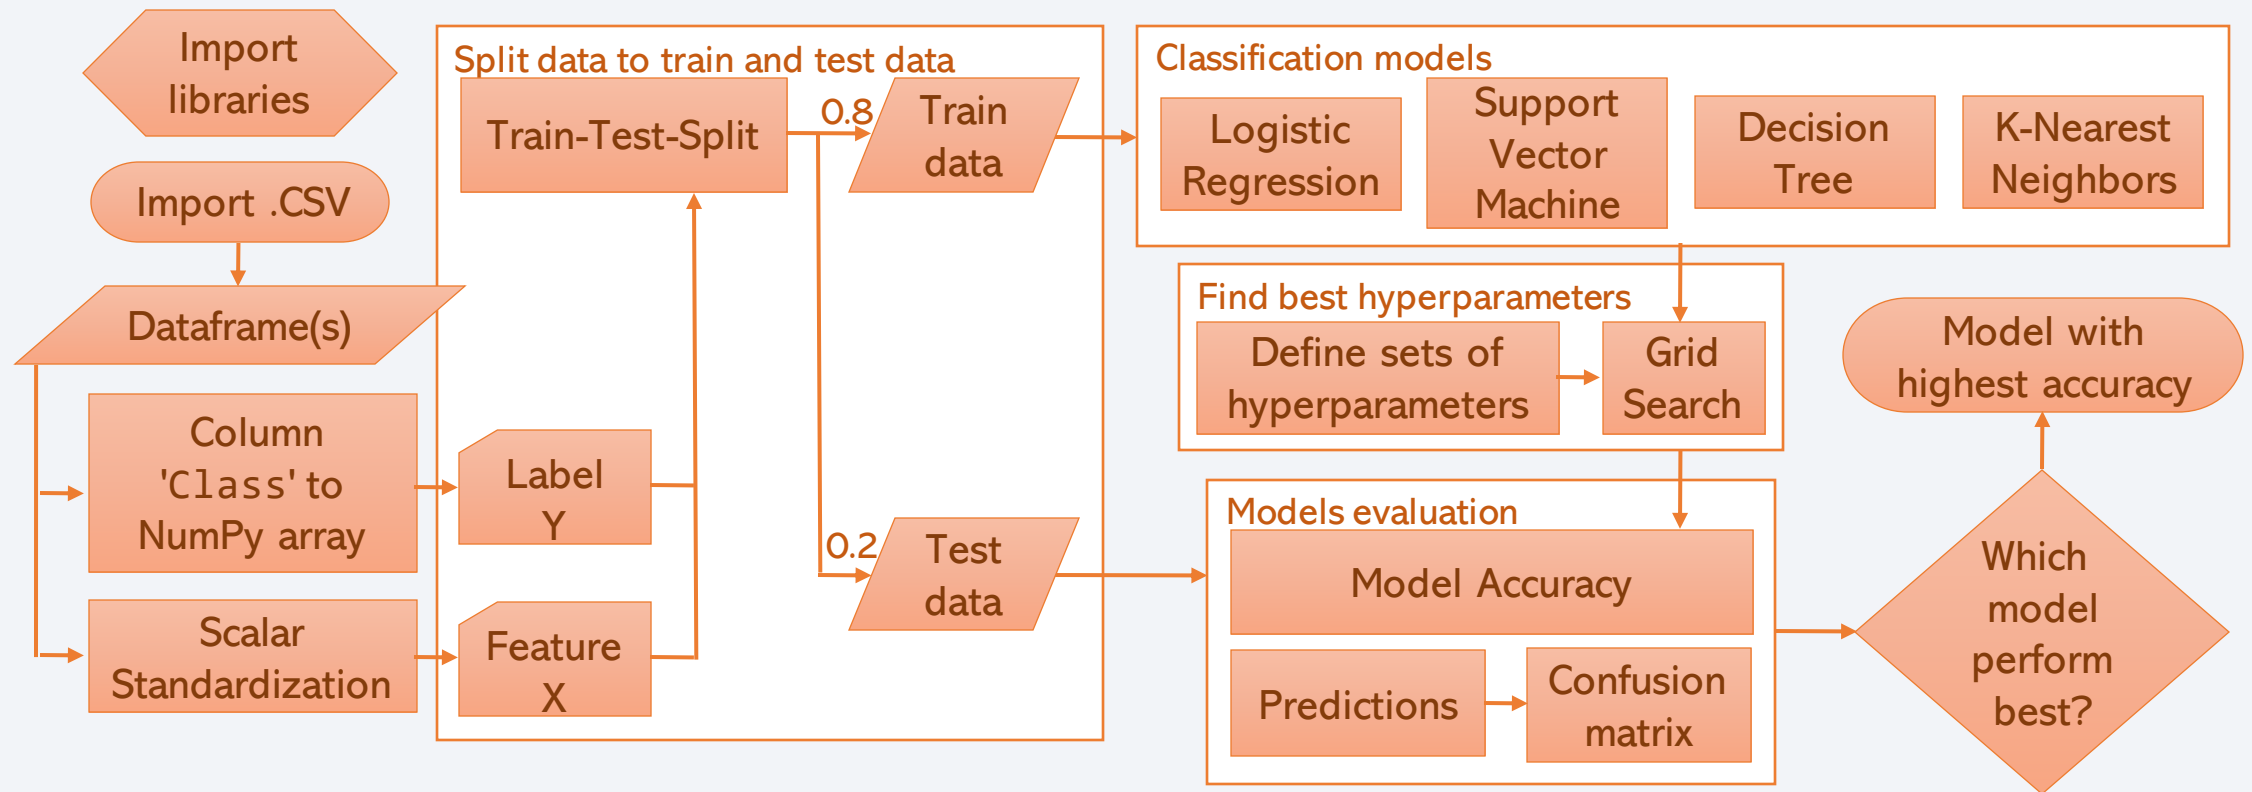 Import
libraries
Import .CSV
Dataframe(s)
Column
'Class' to
NumPy array
Scalar
Standardization
Split data to train and test data
Train-Test-Split
0.8
Train
data
Label
Y
Feature
X
0.2
Test
data
Classification models
Logistic
Regression
Support
Vector
Machine
Decision
Tree
K-Nearest
Neighbors
Find best hyperparameters
Define sets of
hyperparameters
Grid
Search
Models evaluation
Model Accuracy
Predictions
Confusion
matrix
Which
model
perform
best?
Model with
highest accuracy